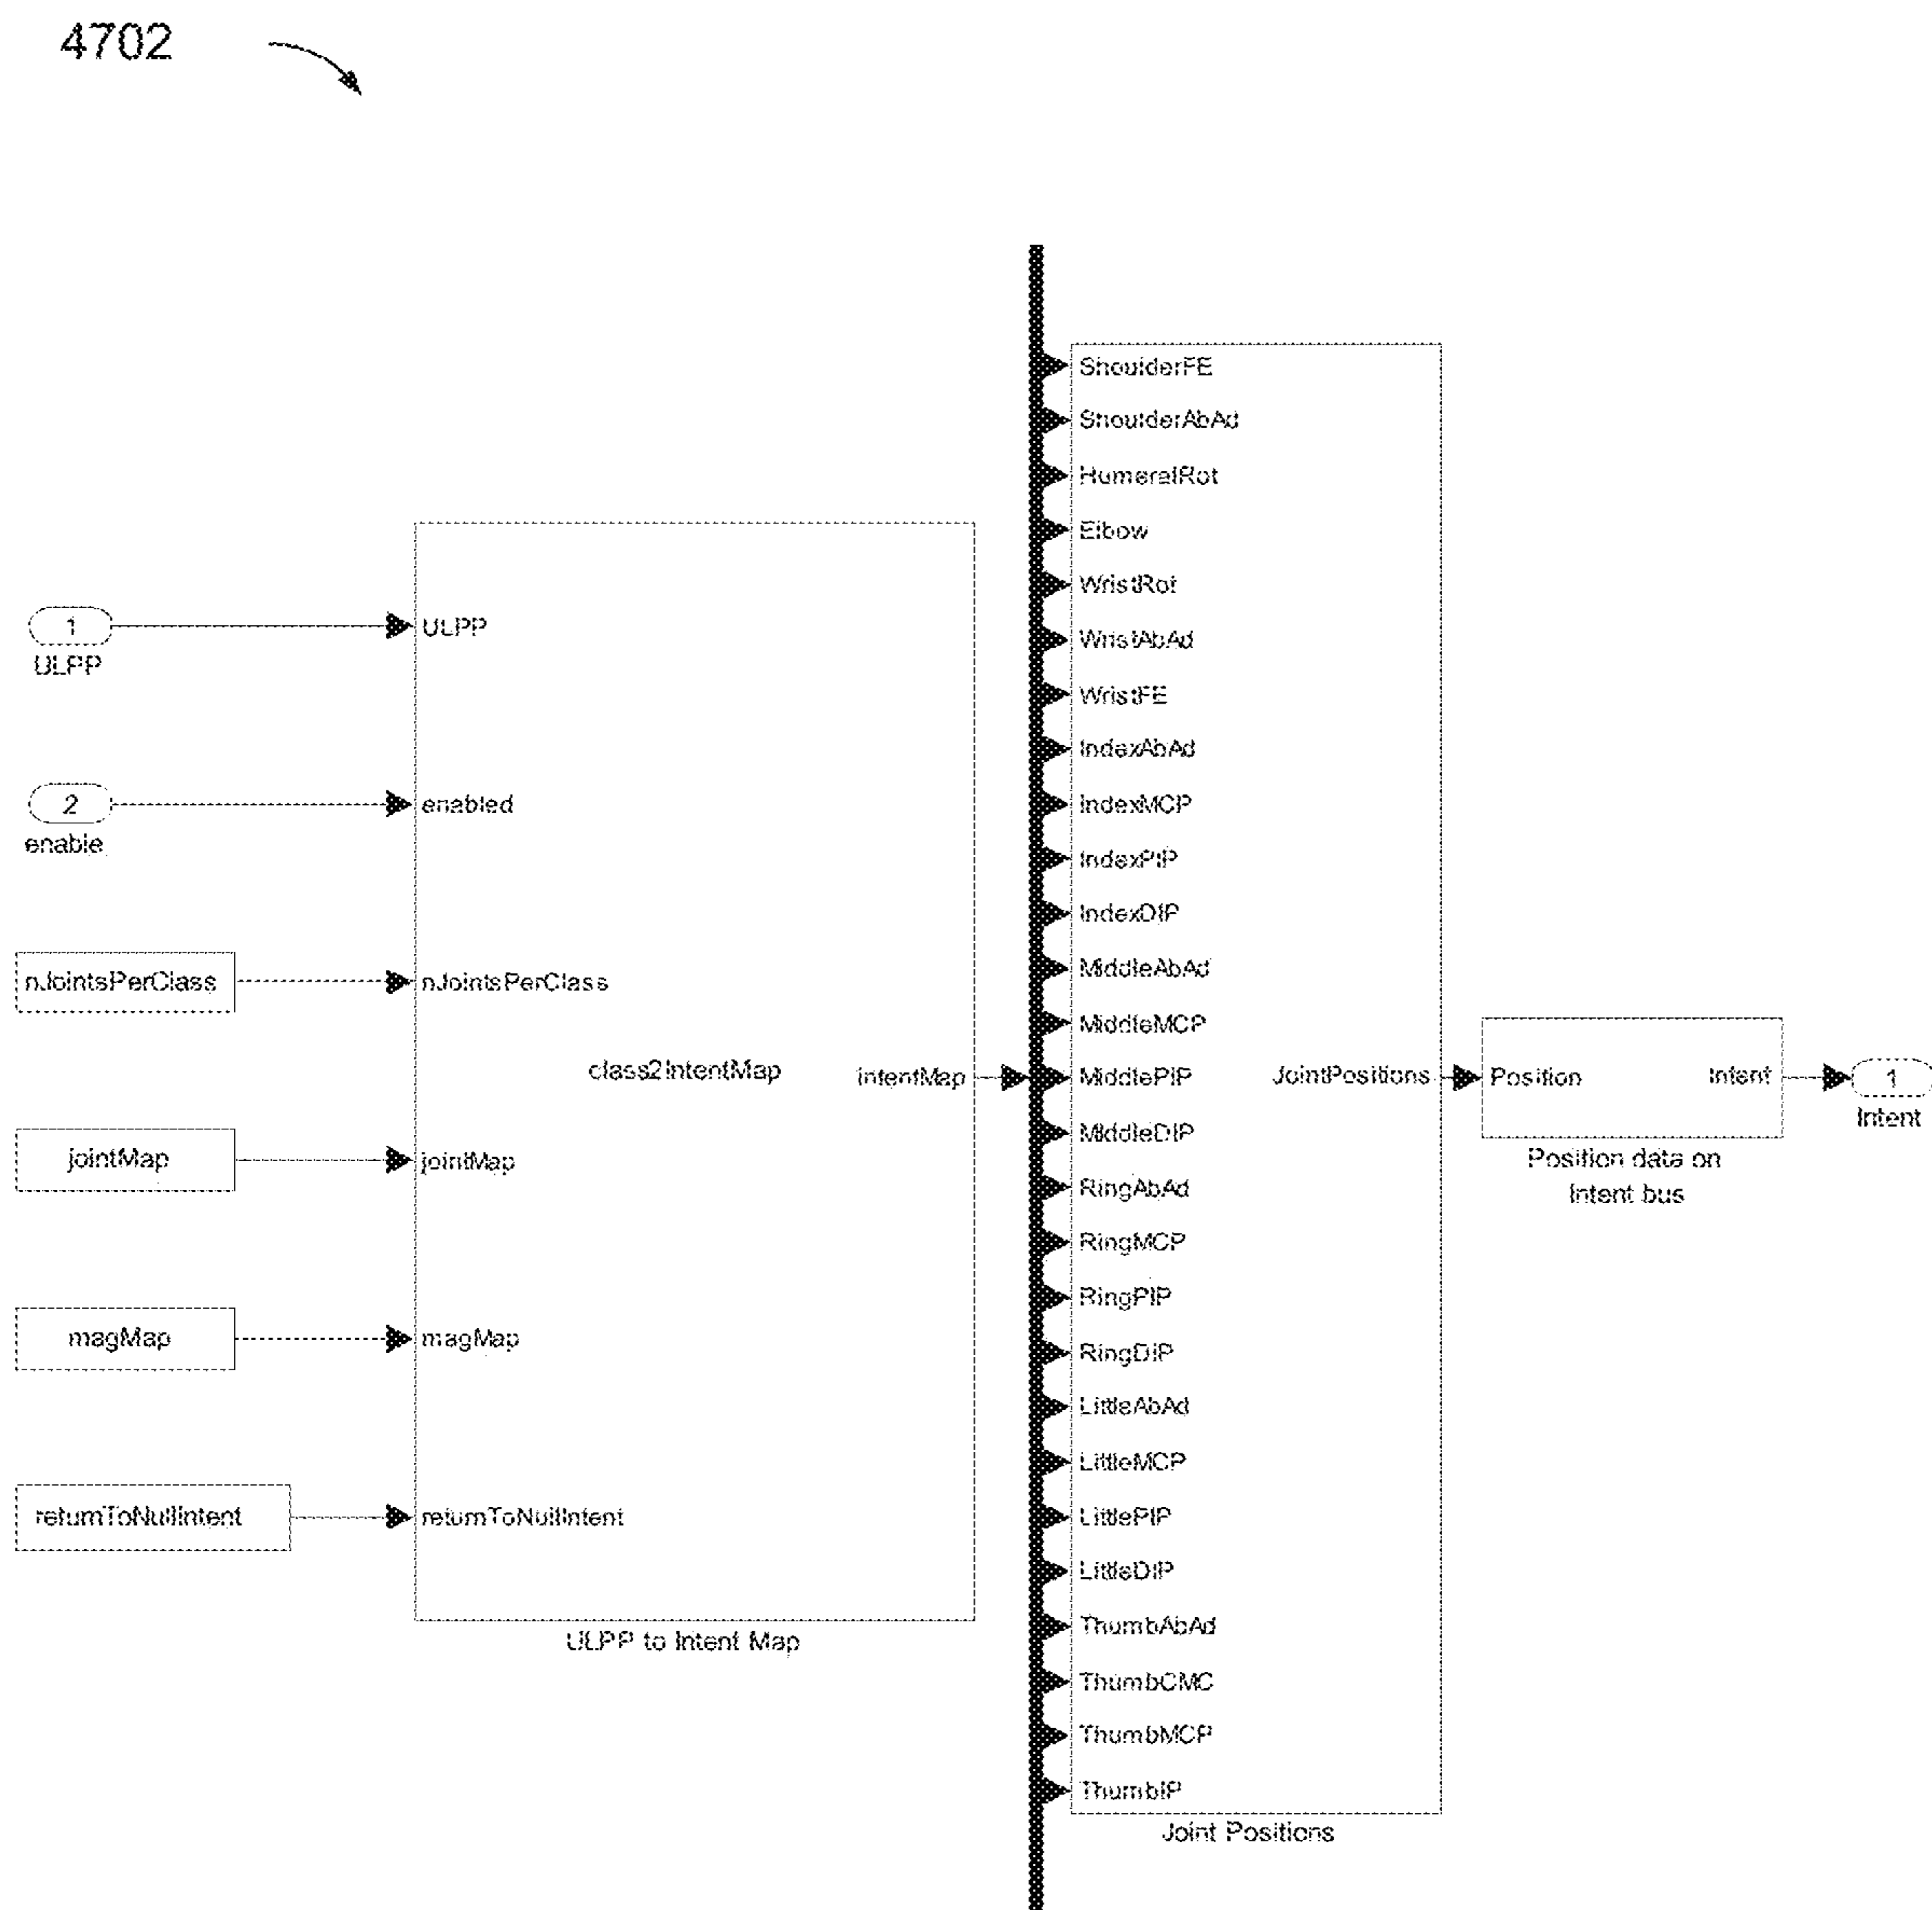 4702
1
ULPP
2
enable
nJointsPerClass
jointMap
magMap
returnToNullIntent
ULPP
enabled
nJointsPerClass
class2IntentMap
intentMap
jointMap
magMap
returnToNullIntent
ULPP to Intent Map
ShoulderFE
ShoulderAbAd
HumeralRot
Elbow
WristRot
WristAbAd
WristFE
IndexAbAd
IndexMCP
IndexPIP
IndexDIP
MiddleAbAd
MiddleMCP
MiddlePIP
MiddleDIP
RingAbAd
RingMCP
RingPIP
RingDIP
LittleAbAd
LittleMCP
LittlePIP
LittleDIP
ThumbAbAd
ThumbCMC
ThumbMCP
ThumbIP
JointPositions
Joint Positions
Position
Intent
Position data on
Intent bus
1
Intent